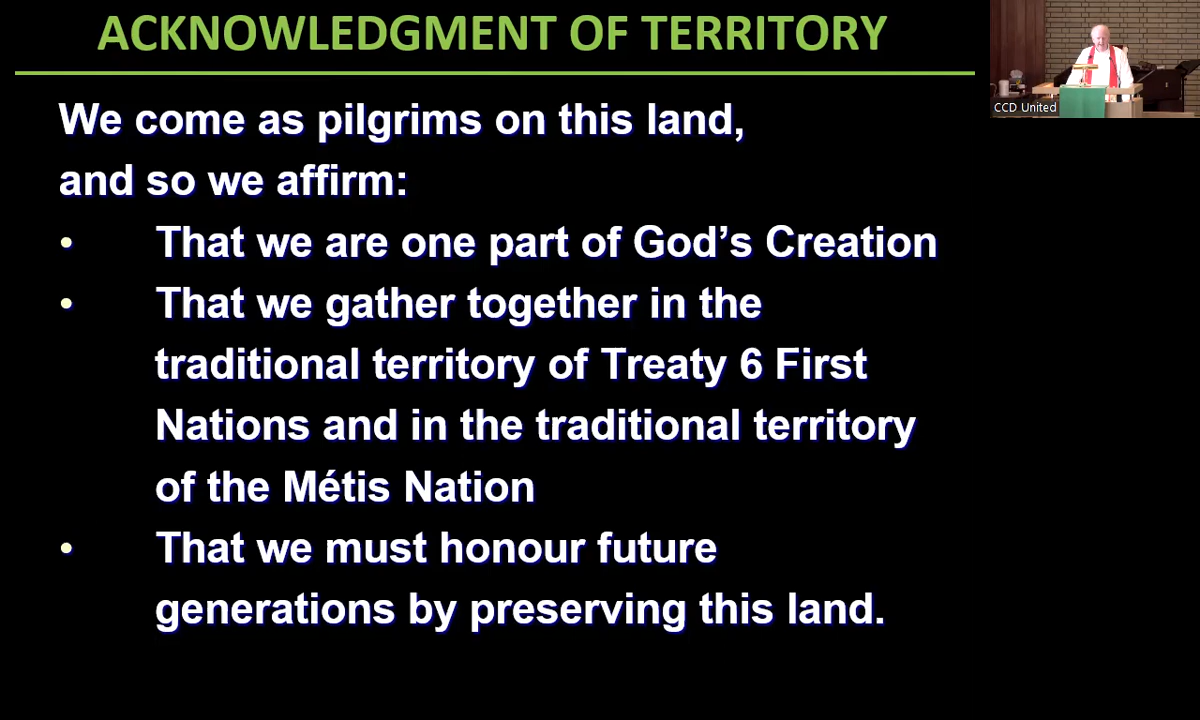 ACKNOWLEDGMENT OF TERRITORY
CCD United
We come as pilgrims on this land,
and so we affirm:
• That we are one part of God’s Creation
• That we gather together in the
traditional territory of Treaty 6 First
Nations and in the traditional territory
of the Métis Nation
• That we must honour future
generations by preserving this land.